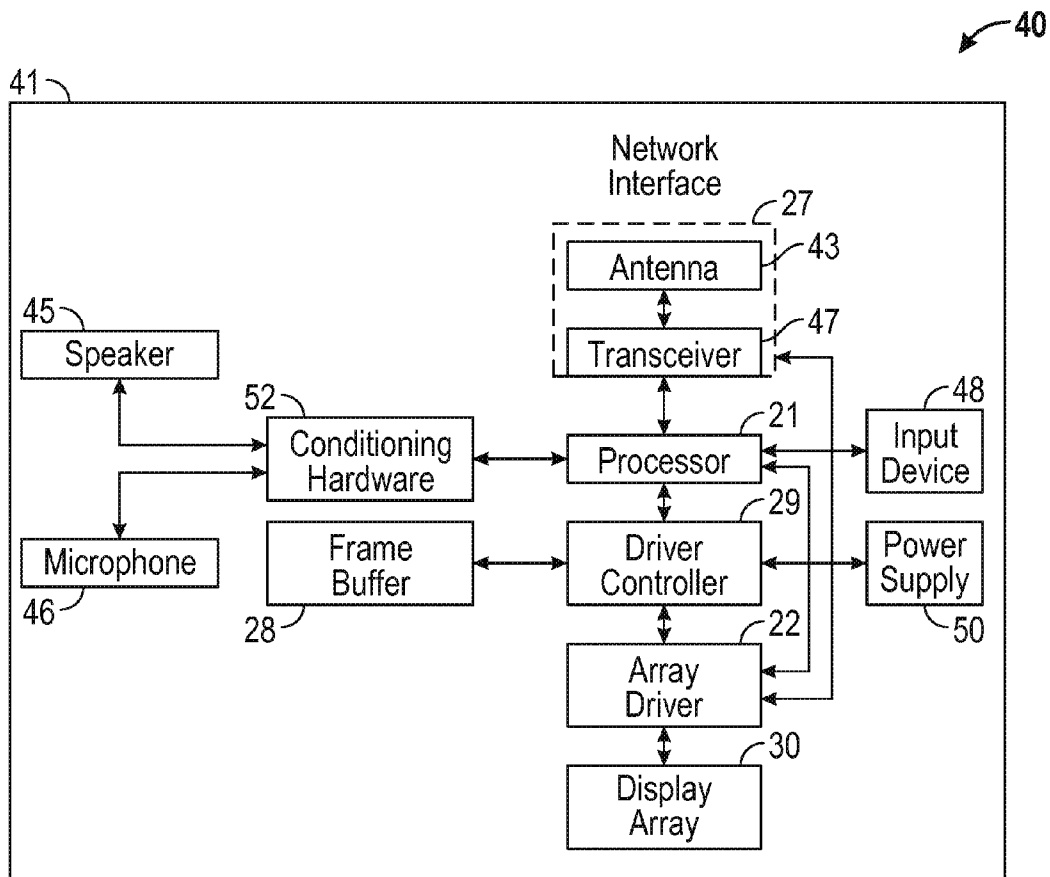 40
41
Network
Interface
27
Antenna
43
45
Speaker
47
Transceiver
52
Conditioning
Hardware
21
Processor
48
Input
Device
Microphone
46
Frame
Buffer
28
29
Driver
Controller
Power
Supply
50
22
Array
Driver
30
Display
Array